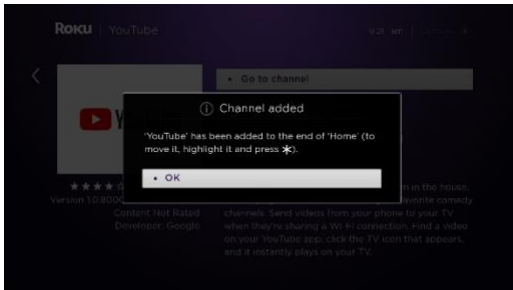 Roku | YouTube
Go to channel
Channel added
'YouTube' has been added to the end of 'Home' (to
move it, highlight it and press *).
OK
n in the house.
Version 1.0.8000
avorite comedy
Content Not Rated
channels. Send videos from your phone to your TV
Developer: Google
when they're sharing a Wi-Fi connection. Find a video
on your YouTube app, click the TV icon that appears,
and it instantly plays on your TV.